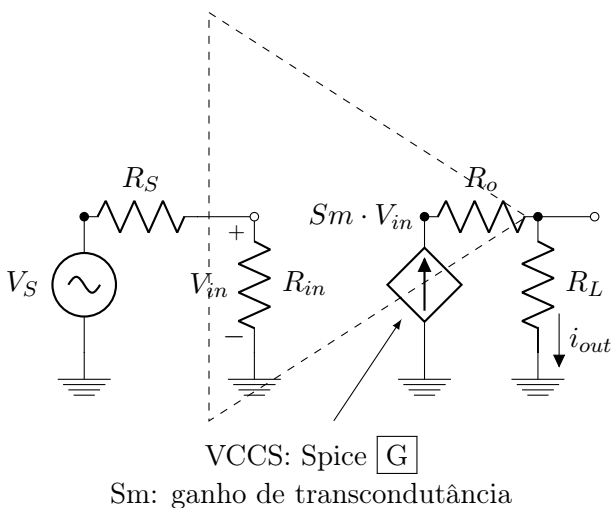 R_S
R_o
Sm · V_in
+
V_S
V_in
R_in
R_L
−
i_out
VCCS: Spice G
Sm: ganho de transcondutância